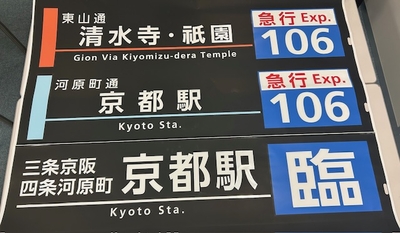 東山通
清水寺・祇園
Gion Via Kiyomizu-dera Temple
急行 Exp.
106
河原町通
京都駅
Kyoto Sta.
急行 Exp.
106
三条京阪
四条河原町
京都駅
Kyoto Sta.
臨